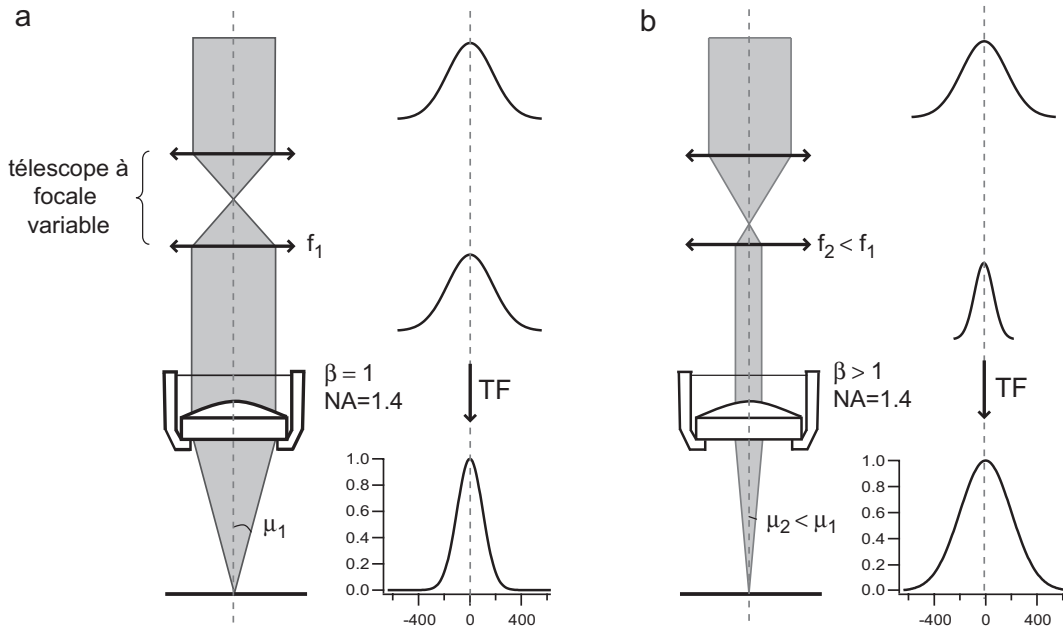 a
télescope à
focale
variable
f₁
β = 1
NA=1.4
TF
μ₁
1.0
0.8
0.6
0.4
0.2
0.0
-400
0
400
b
f₂ < f₁
β > 1
NA=1.4
TF
μ₂ < μ₁
1.0
0.8
0.6
0.4
0.2
0.0
-400
0
400